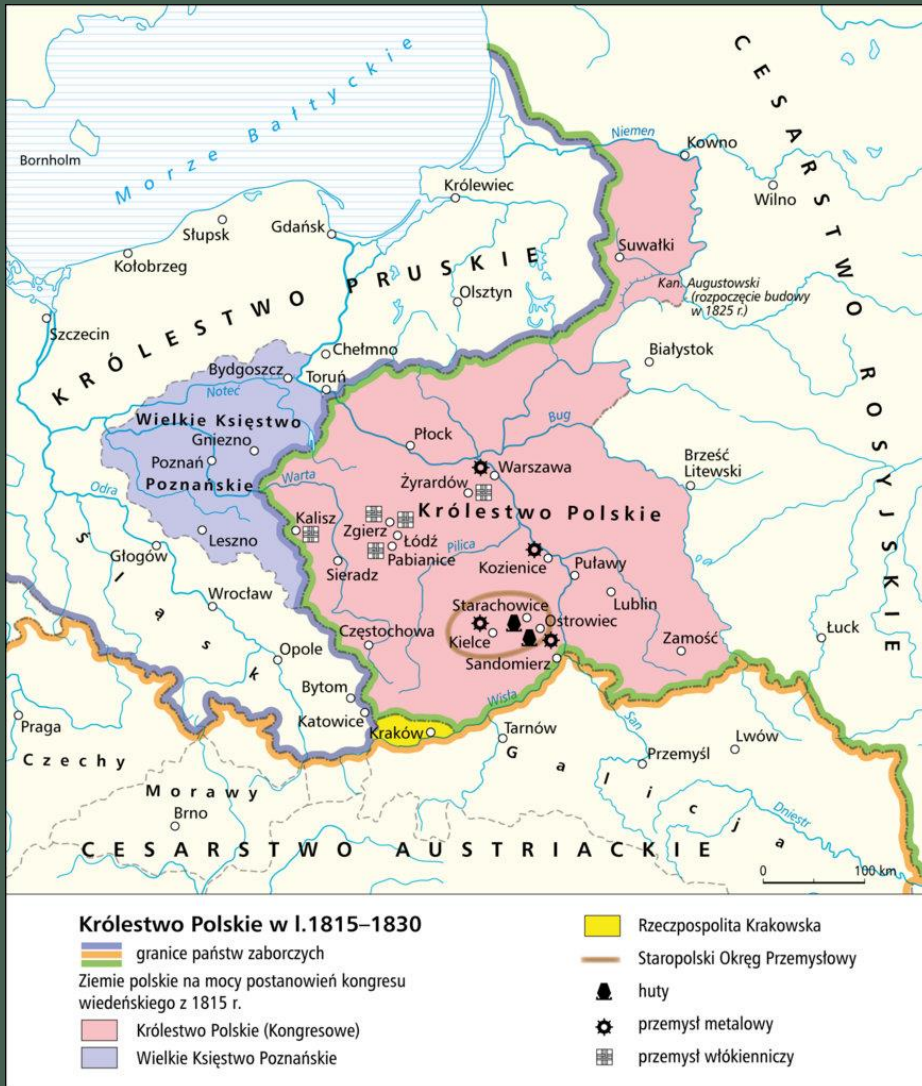 Morze Bałtyckie
CESARSTWO ROSYJSKIE
Bornholm
Niemen
Kowno
Królewiec
Wilno
Słupsk
Gdańsk
Kołobrzeg
Suwałki
KRÓLESTWO PRUSKIE
Kan. Augustowski
(rozpoczęcie budowy
w 1825 r.)
Olsztyn
Szczecin
Chełmno
Białystok
Bydgoszcz
Toruń
Noteć
Wielkie Księstwo
Poznańskie
Gniezno
Poznań
Płock
Bug
Brześć
Litewski
Warszawa
Warta
Żyrardów
Odra
Królestwo Polskie
Kalisz
Zgierz
Łódź
Pabianice
Pilica
Leszno
Głogów
Sieradz
Kozienice
Puławy
Śląsk
Wrocław
Lublin
Starachowice
Ostrowiec
Kielce
Częstochowa
Zamość
Łuck
Opole
Sandomierz
Bytom
Katowice
Wisła
Praga
Kraków
Tarnów
San
Lwów
Przemyśl
Czechy
Galicja
Morawy
Dniestr
Brno
CESARSTWO AUSTRIACKIE
0 100 km
Królestwo Polskie w l.1815–1830
granice państw zaborczych
Ziemie polskie na mocy postanowień kongresu
wiedeńskiego z 1815 r.
Królestwo Polskie (Kongresowe)
Wielkie Księstwo Poznańskie
Rzeczpospolita Krakowska
Staropolski Okręg Przemysłowy
huty
przemysł metalowy
przemysł włókienniczy